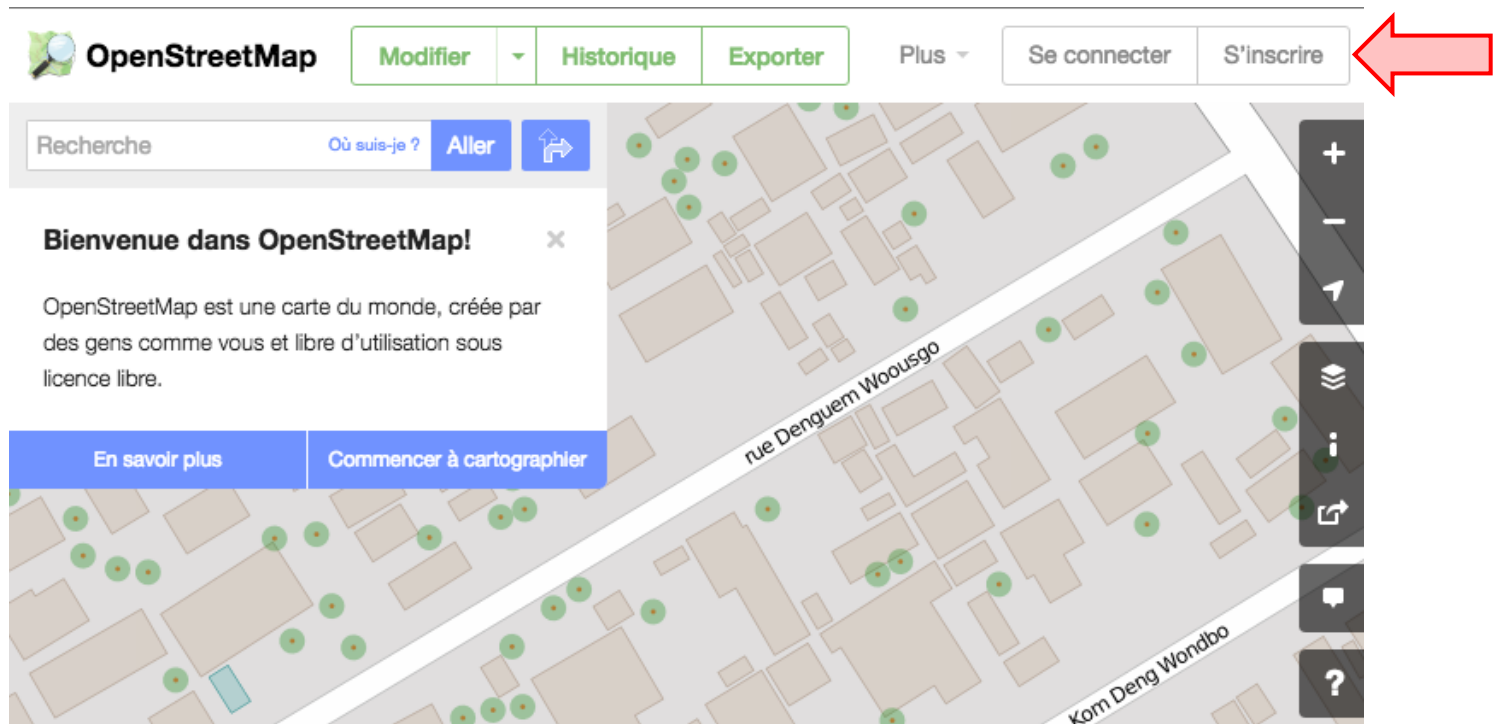 OpenStreetMap Modifier Historique Exporter Plus Se connecter S'inscrire
Recherche Où suis-je ? Aller
Bienvenue dans OpenStreetMap! ×
OpenStreetMap est une carte du monde, créée par
des gens comme vous et libre d'utilisation sous
licence libre.
En savoir plus Commencer à cartographier
rue Denguem Woousgo
Kom Deng Wondbo